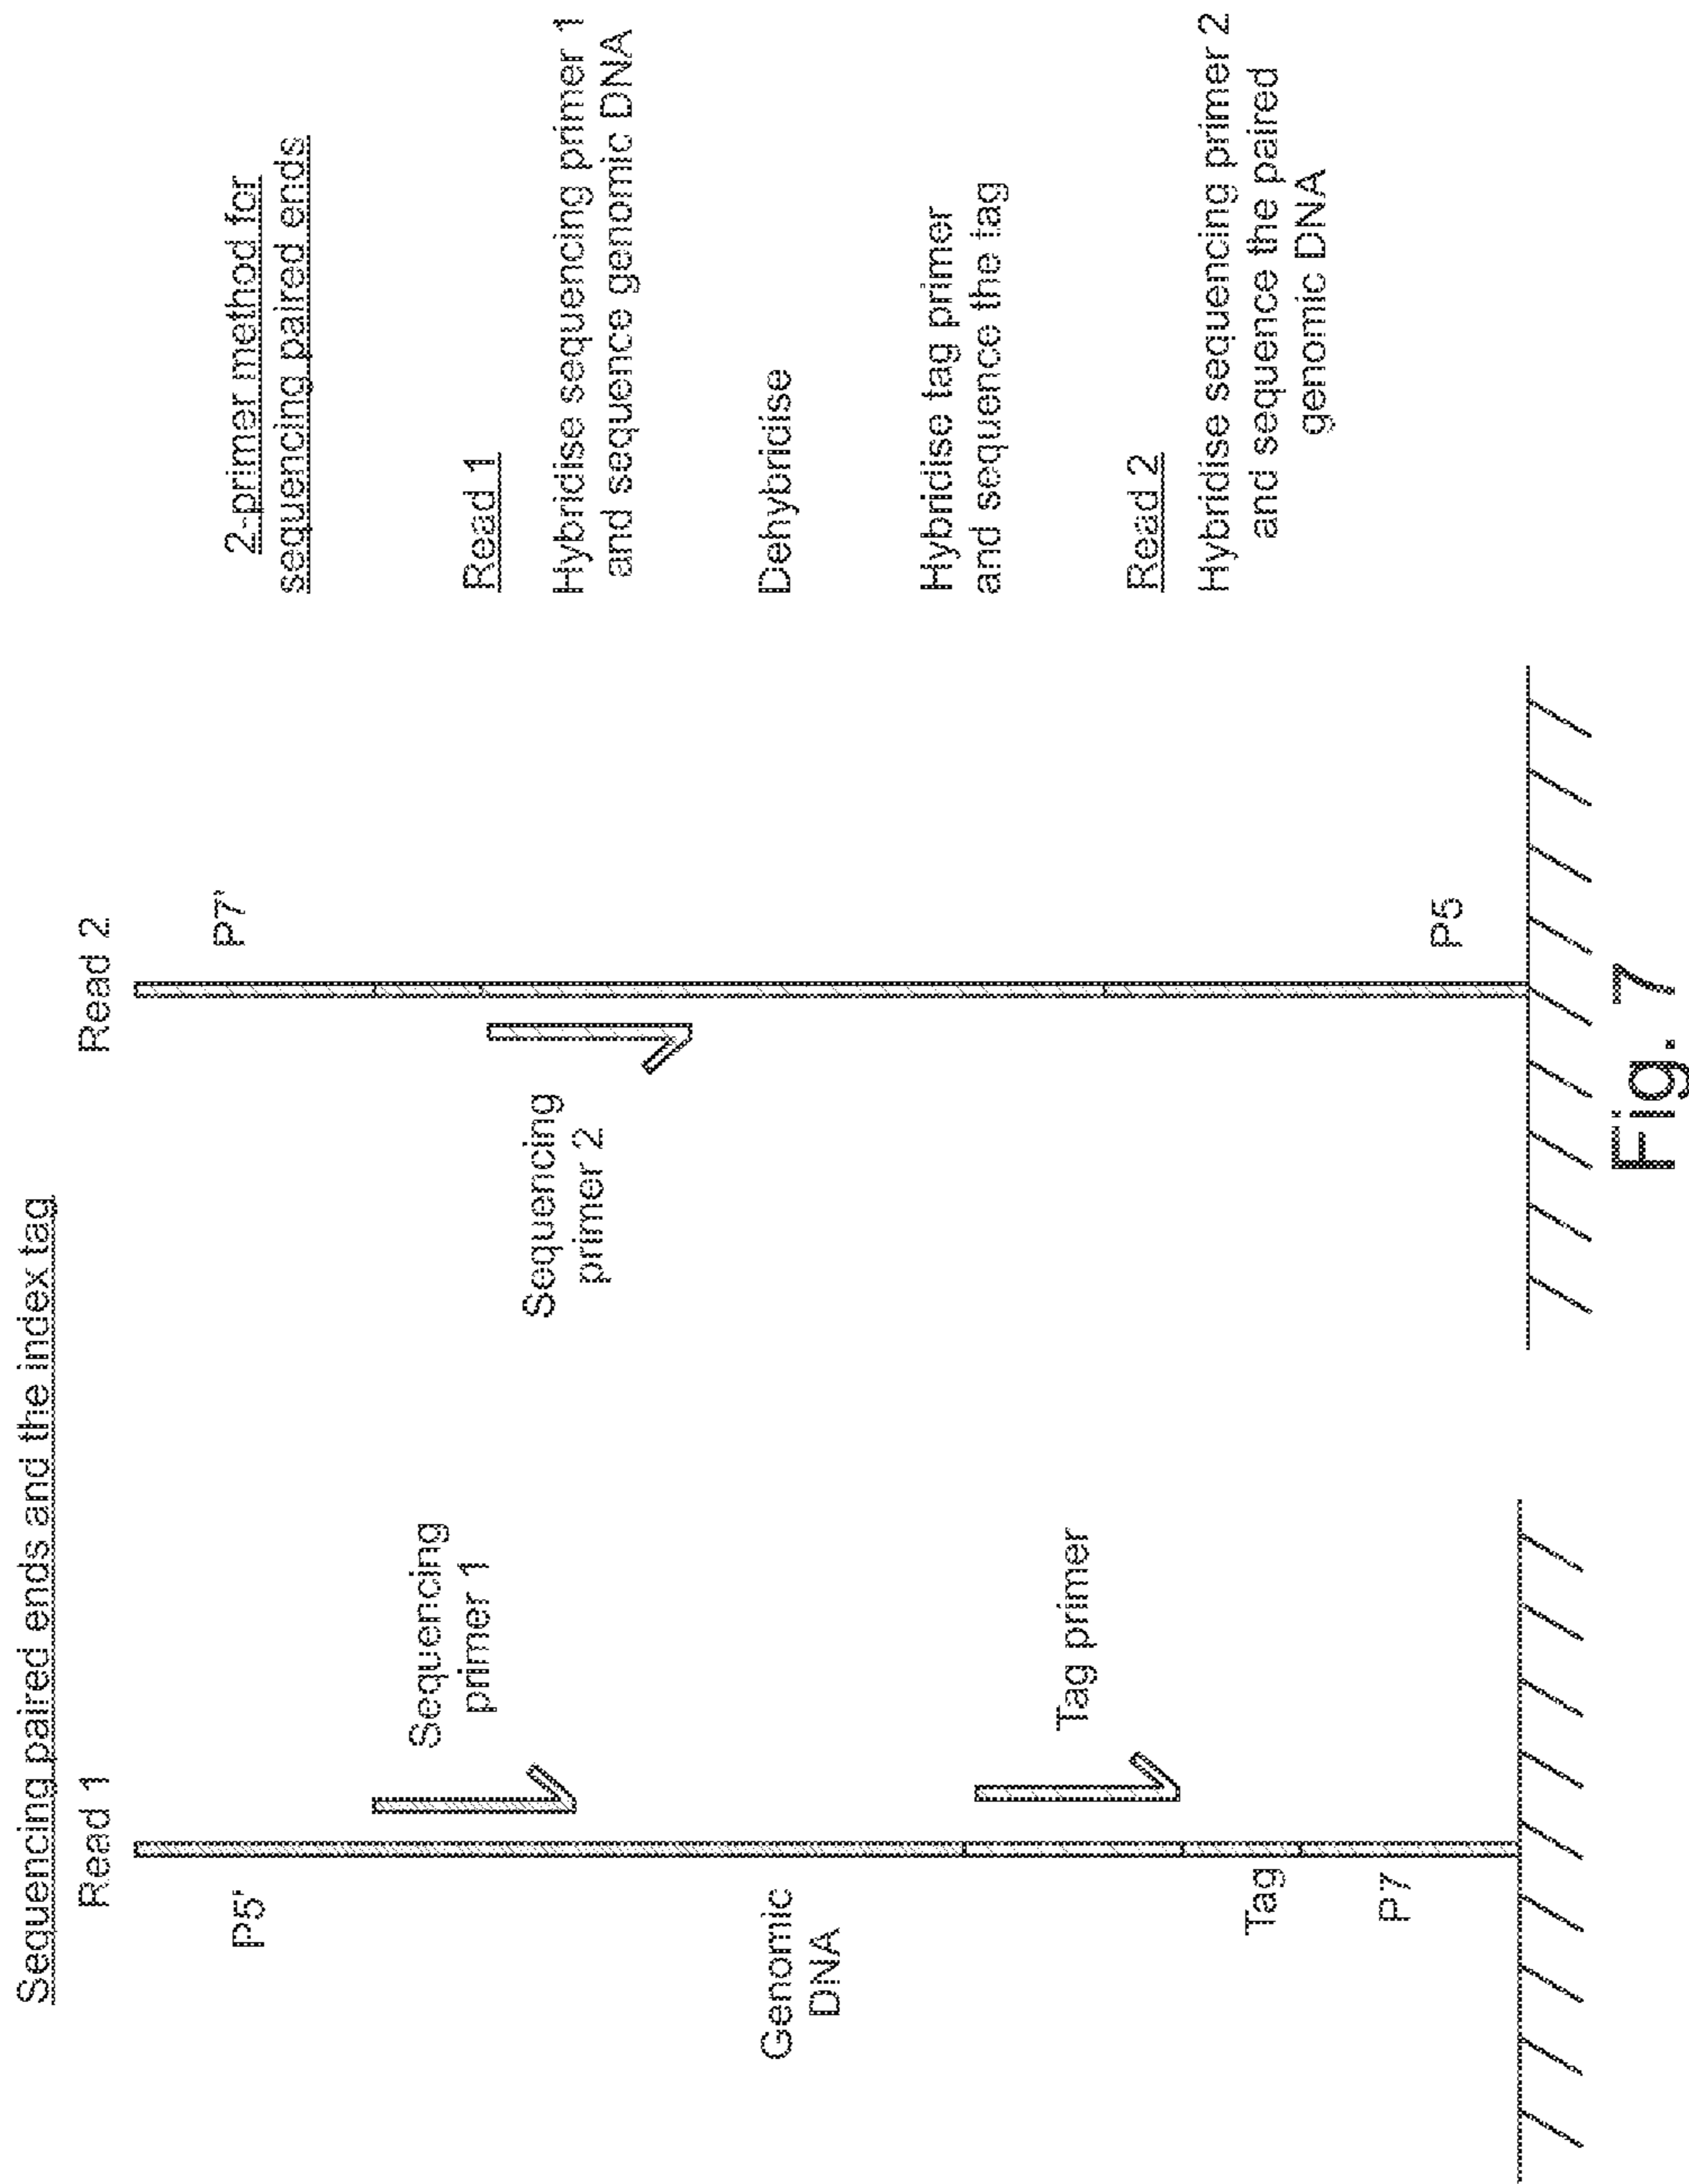 Sequencing paired ends and the index tag
Read 1
P5'
Sequencing
primer 1
Genomic
DNA
Tag primer
Tag
P7
Read 2
P7'
Sequencing
primer 2
P5
2-primer method for
sequencing paired ends
Read 1
Hybridise sequencing primer 1
and sequence genomic DNA
Dehybridise
Hybridise tag primer
and sequence the tag
Read 2
Hybridise sequencing primer 2
and sequence the paired
genomic DNA
Fig. 7